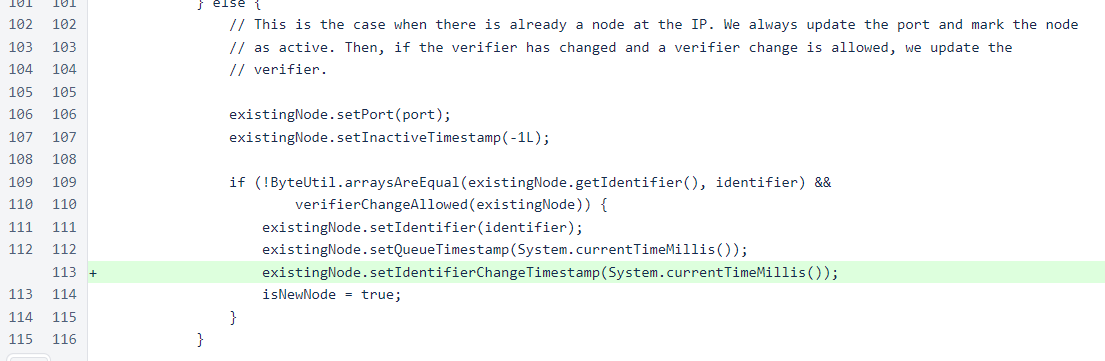 101 101 } else {
102 102 // This is the case when there is already a node at the IP. We always update the port and mark the node
103 103 // as active. Then, if the verifier has changed and a verifier change is allowed, we update the
104 104 // verifier.
105 105
106 106 existingNode.setPort(port);
107 107 existingNode.setInactiveTimestamp(-1L);
108 108
109 109 if (!ByteUtil.arraysAreEqual(existingNode.getIdentifier(), identifier) &&
110 110 verifierChangeAllowed(existingNode)) {
111 111 existingNode.setIdentifier(identifier);
112 112 existingNode.setQueueTimestamp(System.currentTimeMillis());
113 + existingNode.setIdentifierChangeTimestamp(System.currentTimeMillis());
113 114 isNewNode = true;
114 115 }
115 116 }